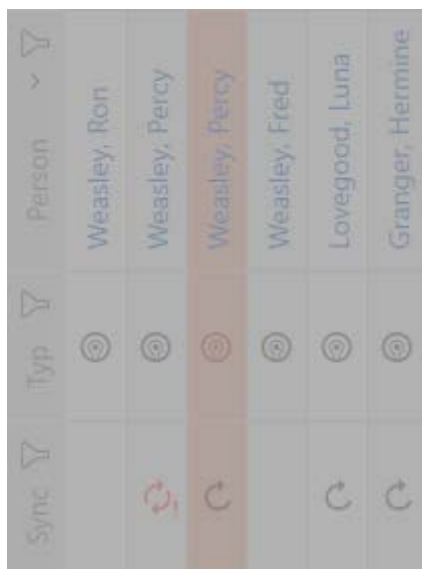 Sync Typ Person
Weasley, Ron
Weasley, Percy
Weasley, Percy
Weasley, Fred
Lovegood, Luna
Granger, Hermine